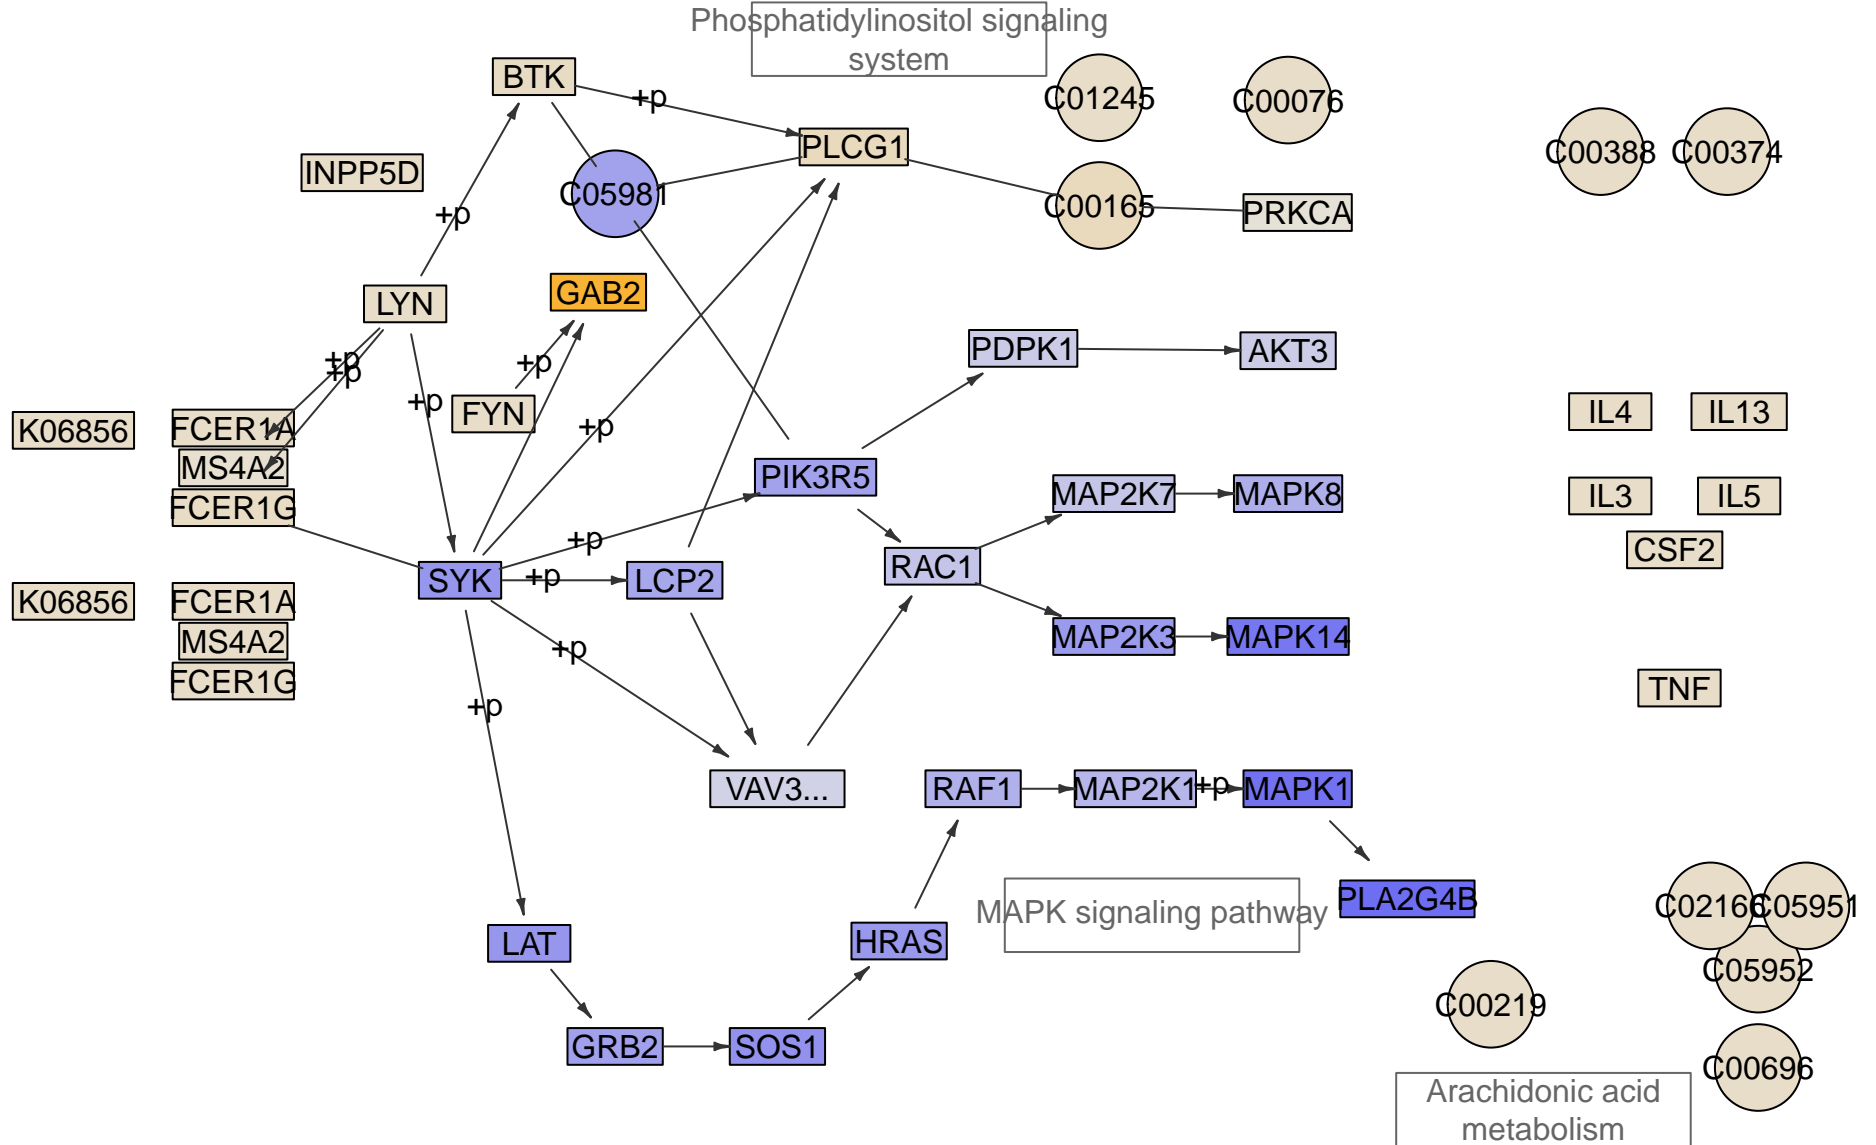 Phosphatidylinositol signaling
system
BTK
+p
C01245
C00076
PLCG1
C00388
C00374
INPP5D
C05981
C00165
PRKCA
+p
LYN
GAB2
PDPK1
AKT3
+p
+p
+p
+p
FYN
+p
K06856
FCER1A
MS4A2
FCER1G
IL4
IL13
PIK3R5
MAP2K7
MAPK8
IL3
IL5
+p
CSF2
SYK
+p
LCP2
RAC1
K06856
FCER1A
MS4A2
FCER1G
+p
MAP2K3
MAPK14
TNF
+p
VAV3...
RAF1
MAP2K1
+p
MAPK1
PLA2G4B
MAPK signaling pathway
C02166
C05951
C05952
LAT
HRAS
C00219
GRB2
SOS1
C00696
Arachidonic acid
metabolism